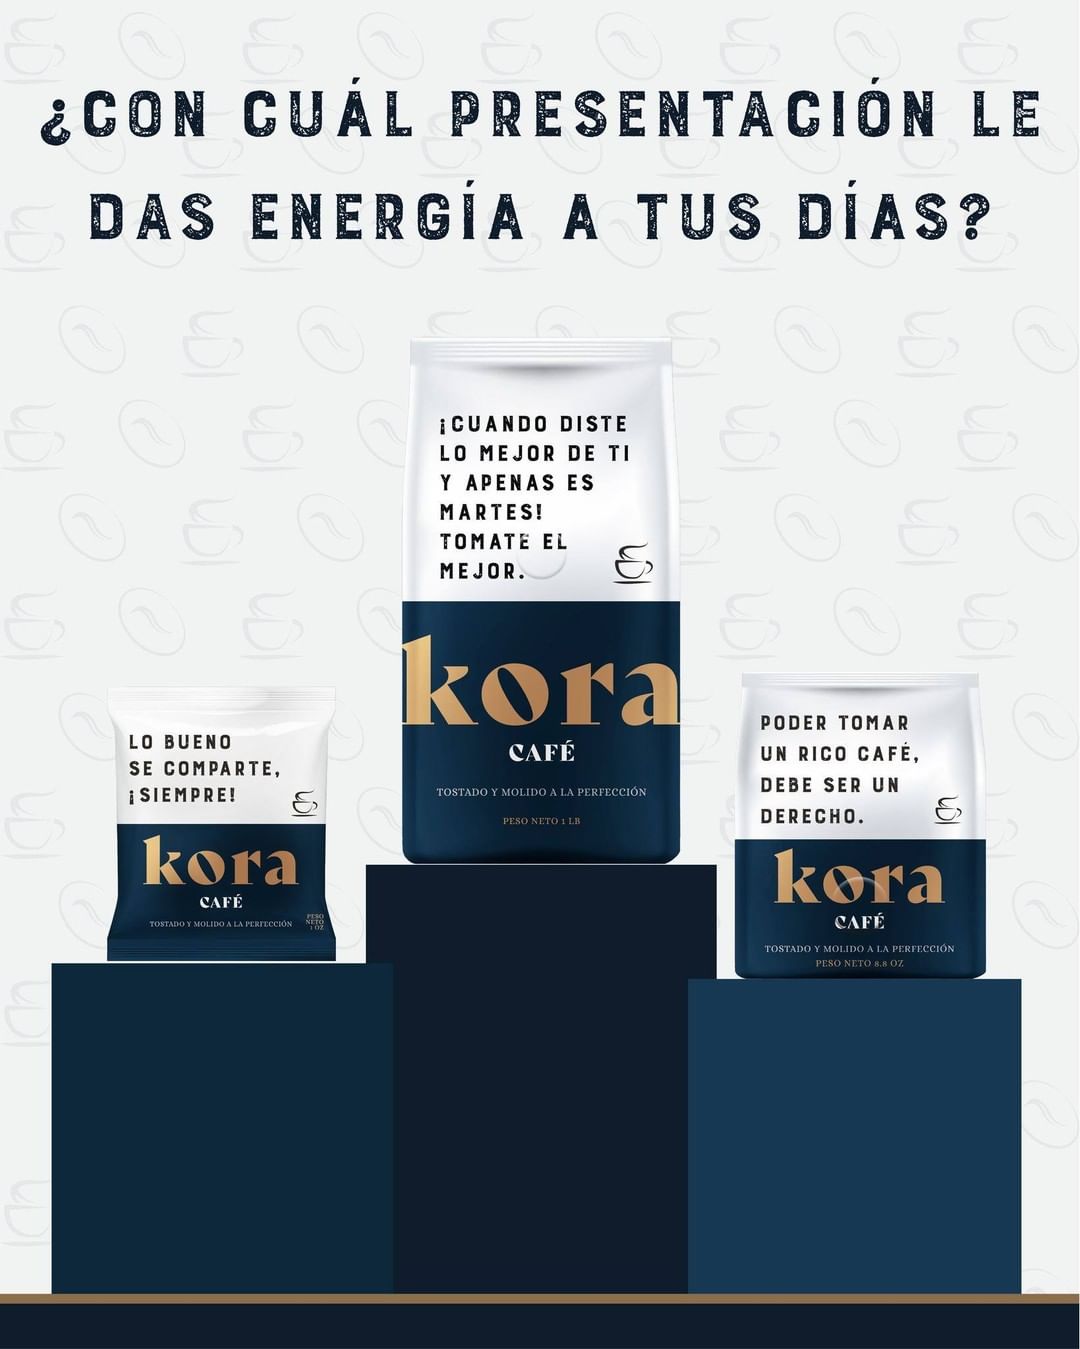 ¿CON CUÁL PRESENTACIÓN LE
DAS ENERGÍA A TUS DÍAS?
¡CUANDO DISTE
LO MEJOR DE TI
Y APENAS ES
MARTES!
TOMATE EL
MEJOR.
kora
CAFÉ
TOSTADO Y MOLIDO A LA PERFECCIÓN
PESO NETO 1 LB
LO BUENO
SE COMPARTE,
¡SIEMPRE!
kora
CAFÉ
TOSTADO Y MOLIDO A LA PERFECCIÓN
PESO
NETO
1 OZ
PODER TOMAR
UN RICO CAFÉ,
DEBE SER UN
DERECHO.
kora
CAFÉ
TOSTADO Y MOLIDO A LA PERFECCIÓN
PESO NETO 8.8 OZ